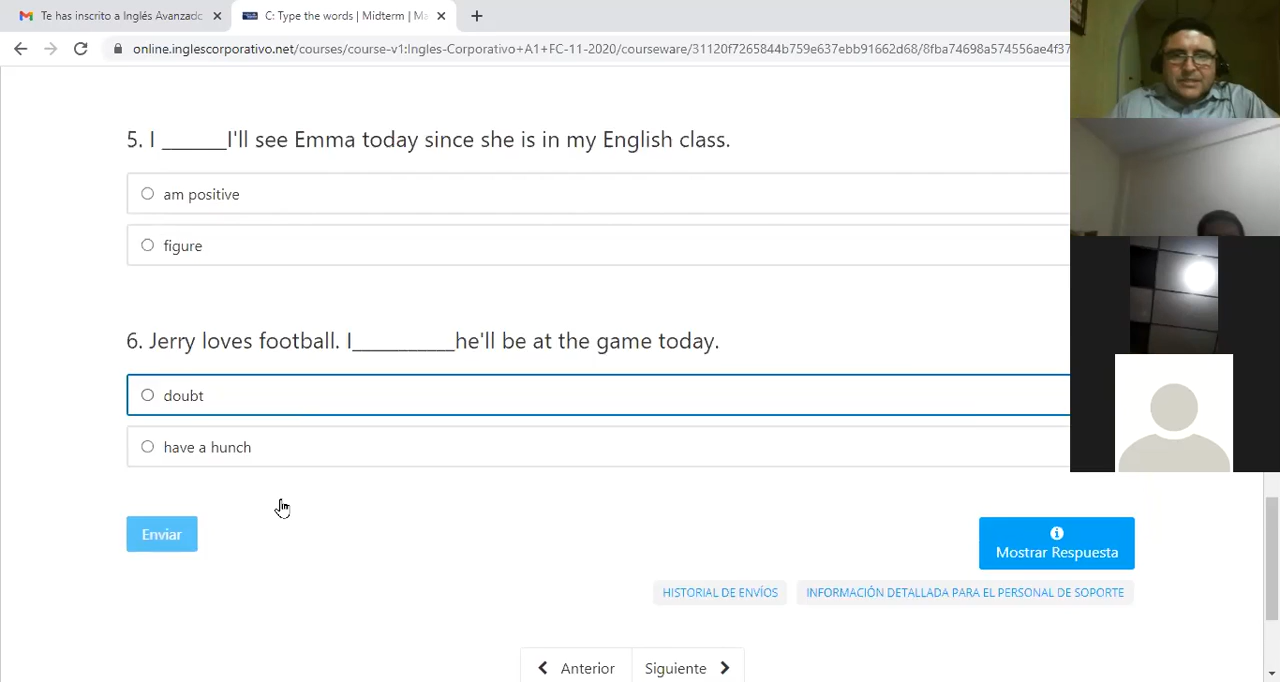 Te has inscrito a Inglés Avanzado
C: Type the words | Midterm | Ma
online.inglescorporativo.net/courses/course-v1:Ingles-Corporativo+A1+FC-11-2020/courseware/31120f7265844b759e637ebb91662d68/8fba74698a574556ae4f37
5. I _______I'll see Emma today since she is in my English class.
am positive
figure
6. Jerry loves football. I___________he'll be at the game today.
doubt
have a hunch
Enviar
Mostrar Respuesta
HISTORIAL DE ENVÍOS
INFORMACIÓN DETALLADA PARA EL PERSONAL DE SOPORTE
Anterior
Siguiente